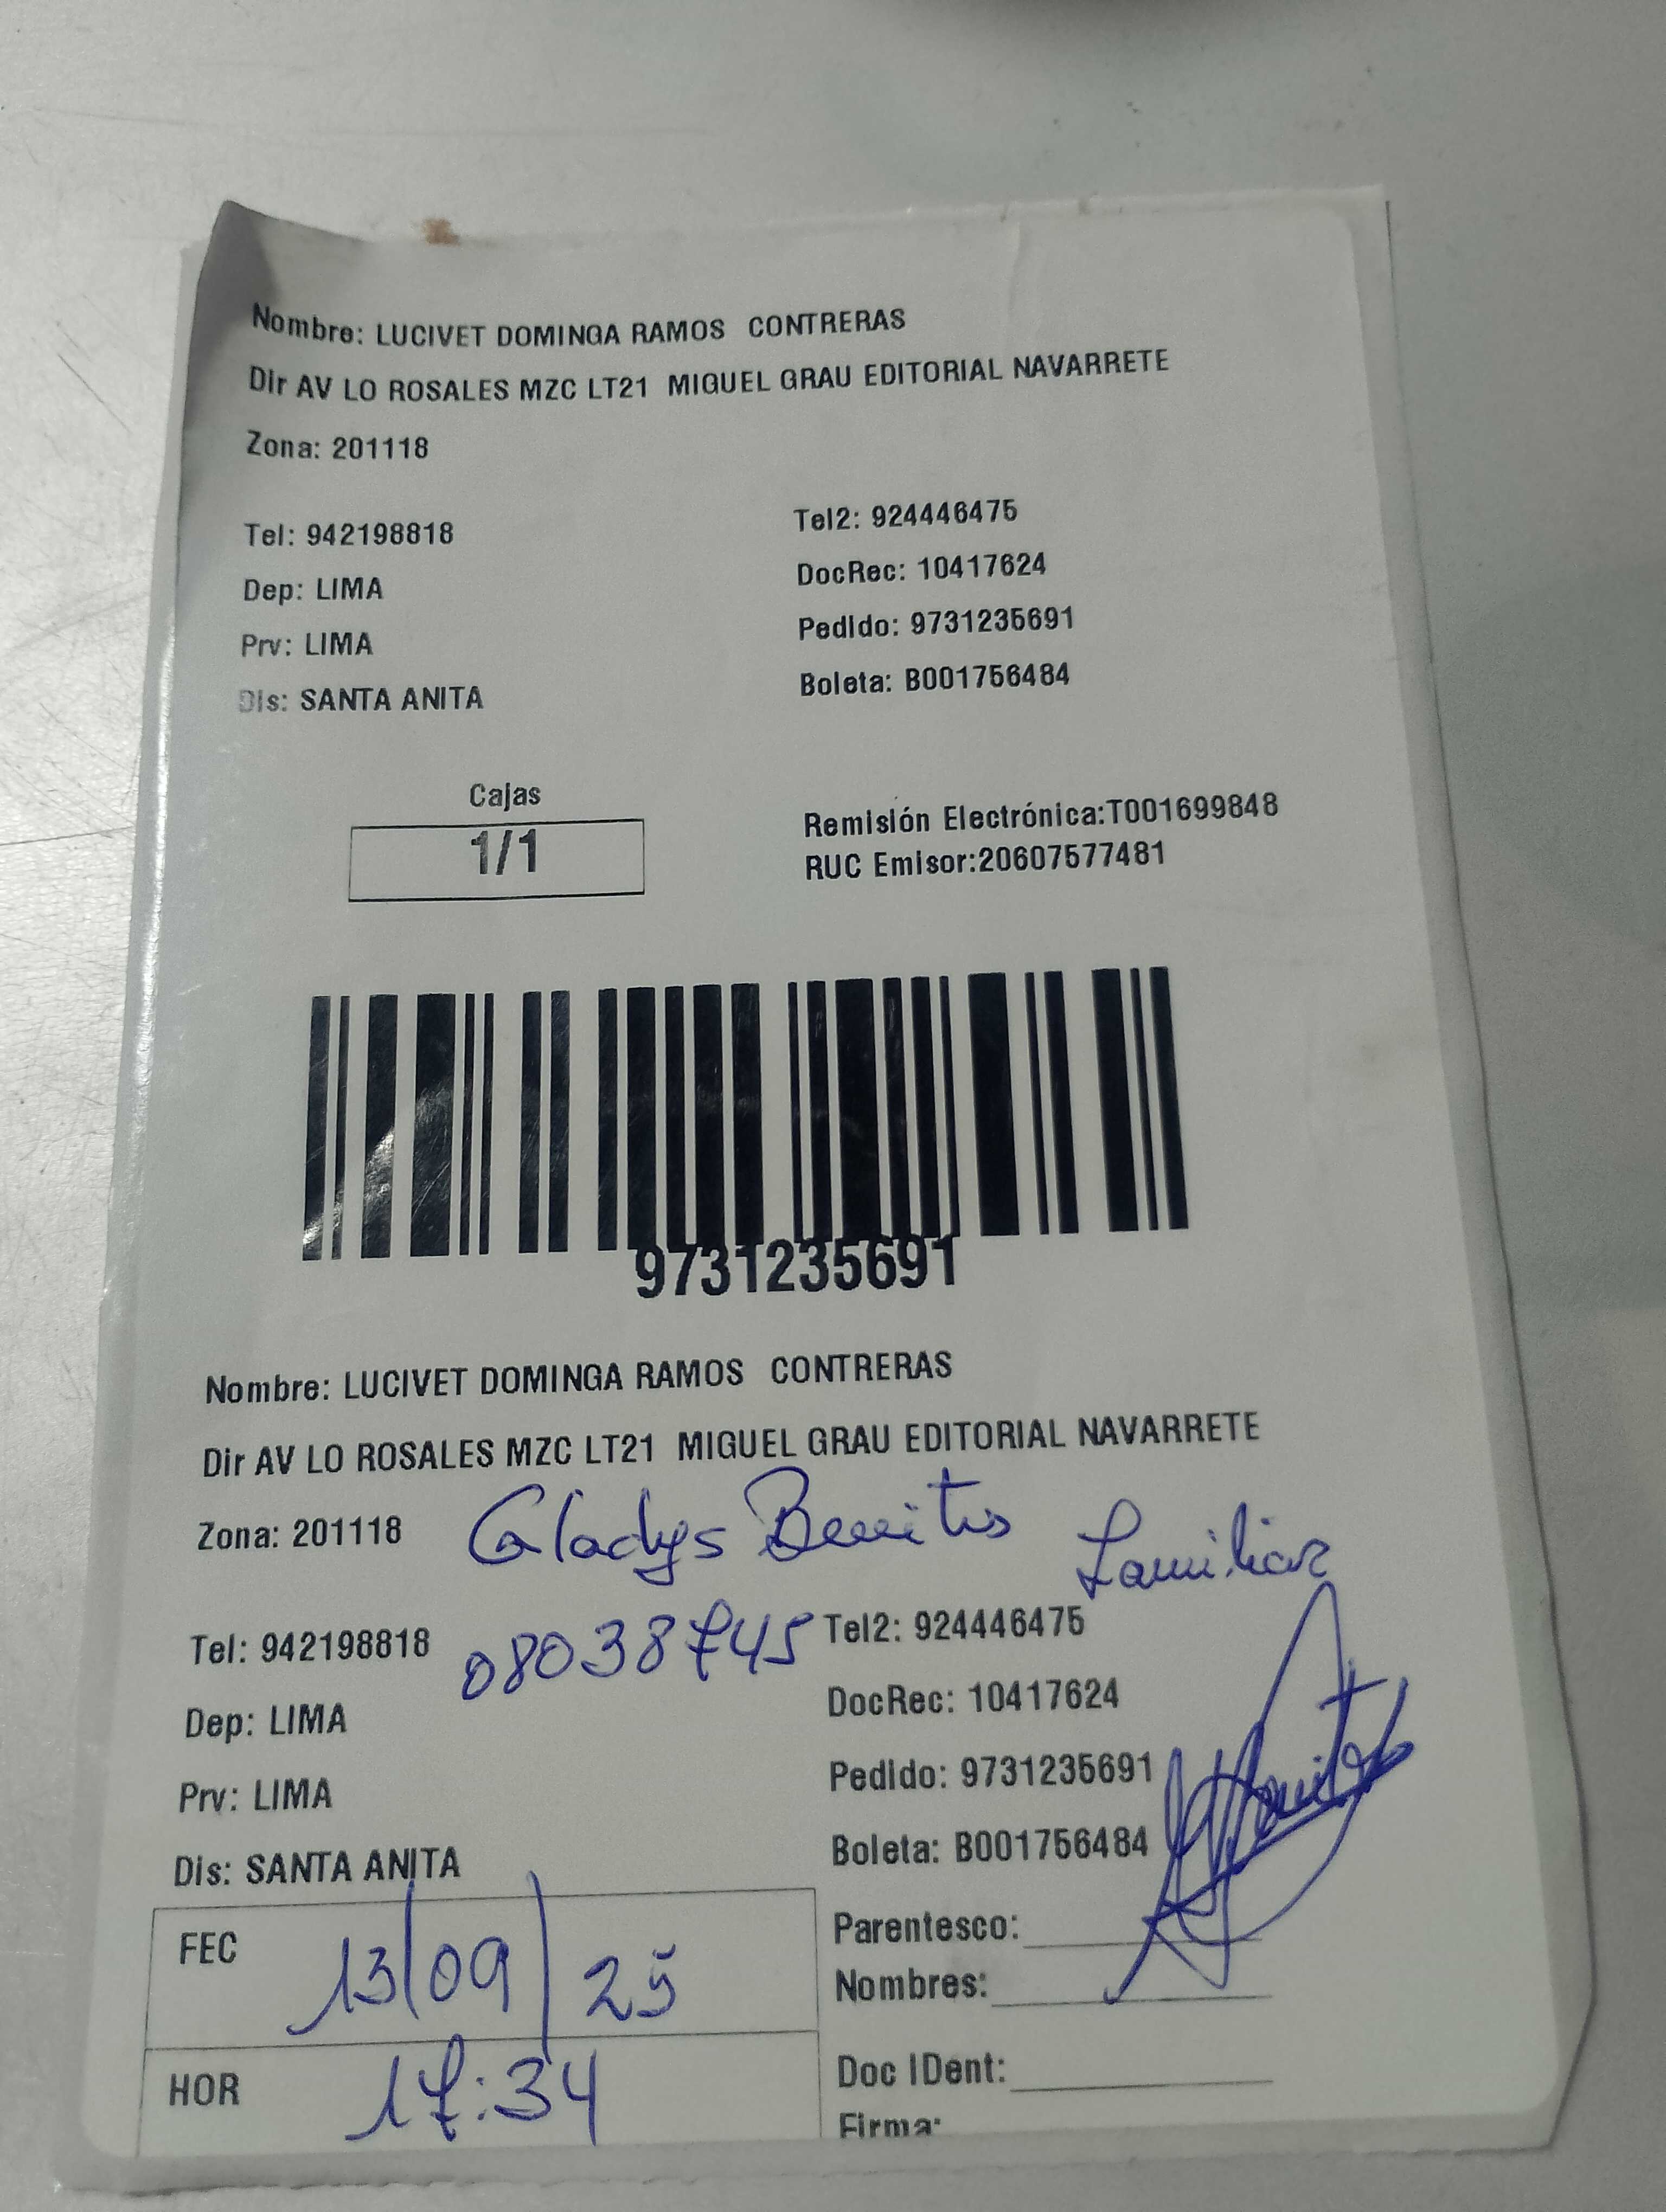 Nombre: LUCIVET DOMINGA RAMOS CONTRERAS
Dir AV LO ROSALES MZC LT21 MIGUEL GRAU EDITORIAL NAVARRETE
Zona: 201118
Tel: 942198818 Tel2: 924446475
Dep: LIMA DocRec: 10417624
Prv: LIMA Pedido: 9731235691
Dis: SANTA ANITA Boleta: B001756484
Cajas
1/1
Remisión Electrónica:T001699848
RUC Emisor:20607577481
9731235691
Nombre: LUCIVET DOMINGA RAMOS CONTRERAS
Dir AV LO ROSALES MZC LT21 MIGUEL GRAU EDITORIAL NAVARRETE
Zona: 201118 Gladys Benites familiar
Tel: 942198818 08038745 Tel2: 924446475
Dep: LIMA DocRec: 10417624
Prv: LIMA Pedido: 9731235691
Dis: SANTA ANITA Boleta: B001756484
FEC 13/09/25
HOR 17:34
Parentesco:
Nombres:
Doc IDent:
Firma: